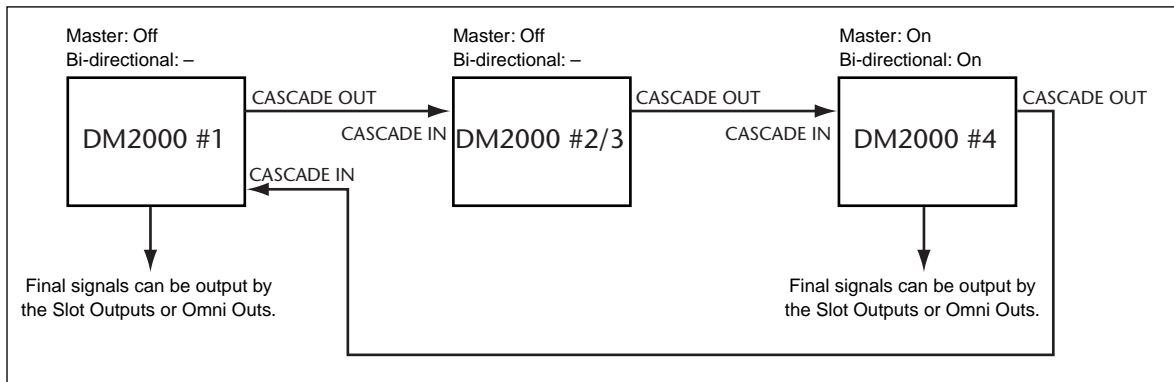 Master: Off
Bi-directional: –
Master: Off
Bi-directional: –
Master: On
Bi-directional: On
DM2000 #1
CASCADE OUT
CASCADE IN
CASCADE IN
DM2000 #2/3
CASCADE OUT
CASCADE IN
DM2000 #4
CASCADE OUT
Final signals can be output by
the Slot Outputs or Omni Outs.
Final signals can be output by
the Slot Outputs or Omni Outs.